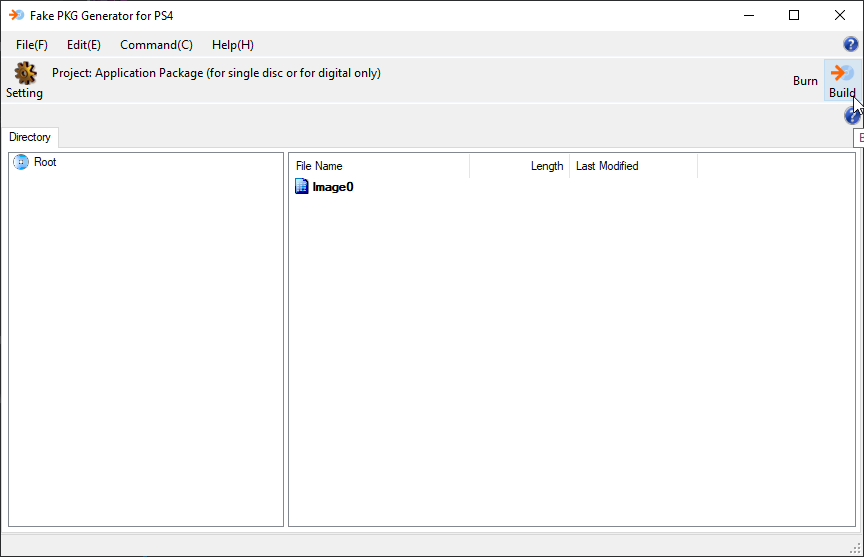 Fake PKG Generator for PS4
File(F) Edit(E) Command(C) Help(H)
Setting
Project: Application Package (for single disc or for digital only)
Burn
Build
Directory
Root
File Name Length Last Modified
Image0